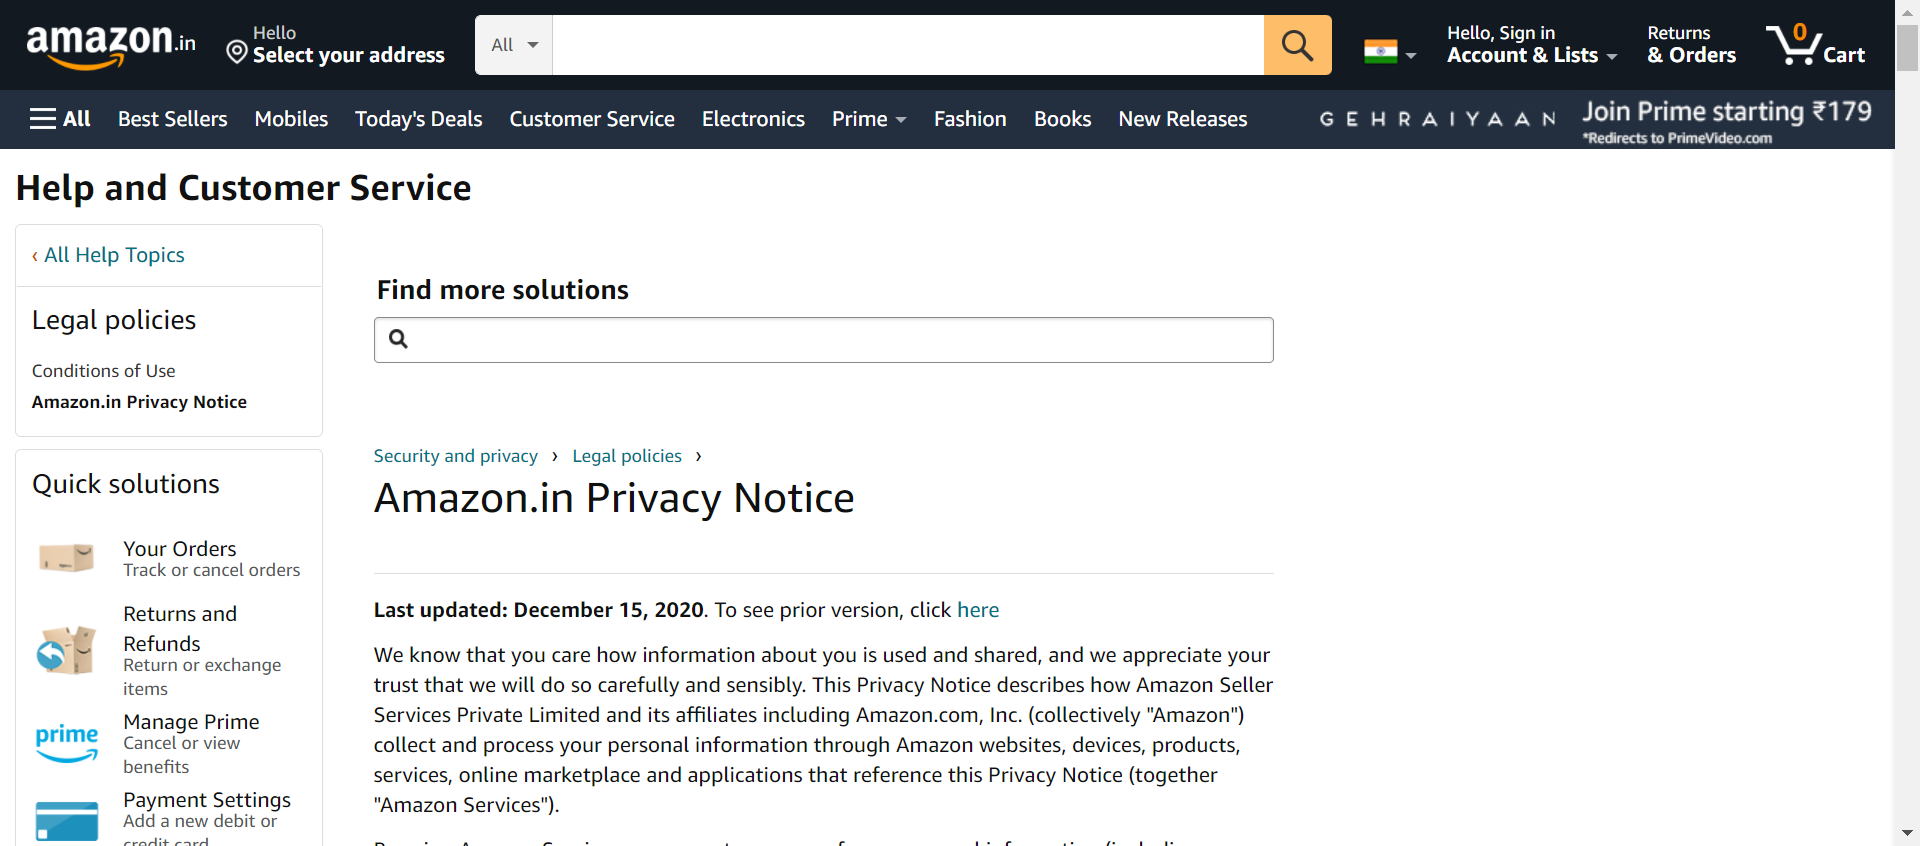 amazon.in
Hello
Select your address
All
Hello, Sign in
Account & Lists
Returns
& Orders
0
Cart
All
Best Sellers
Mobiles
Today's Deals
Customer Service
Electronics
Prime
Fashion
Books
New Releases
GEHRAIYAAN
Join Prime starting ₹179
*Redirects to PrimeVideo.com
Help and Customer Service
‹ All Help Topics
Legal policies
Conditions of Use
Amazon.in Privacy Notice
Quick solutions
Your Orders
Track or cancel orders
Returns and
Refunds
Return or exchange
items
prime
Manage Prime
Cancel or view
benefits
Payment Settings
Add a new debit or
credit card
Find more solutions
Security and privacy › Legal policies ›
Amazon.in Privacy Notice
Last updated: December 15, 2020. To see prior version, click here
We know that you care how information about you is used and shared, and we appreciate your
trust that we will do so carefully and sensibly. This Privacy Notice describes how Amazon Seller
Services Private Limited and its affiliates including Amazon.com, Inc. (collectively "Amazon")
collect and process your personal information through Amazon websites, devices, products,
services, online marketplace and applications that reference this Privacy Notice (together
"Amazon Services").